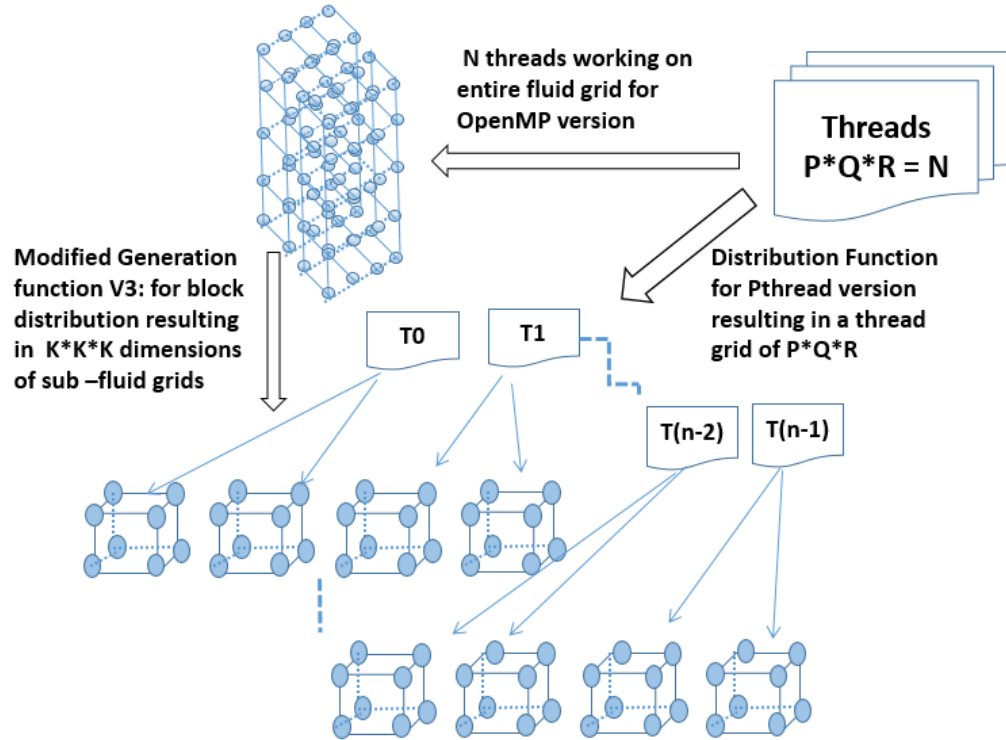 N threads working on
entire fluid grid for
OpenMP version
Threads
P*Q*R = N
Modified Generation
function V3: for block
distribution resulting
in K*K*K dimensions
of sub –fluid grids
Distribution Function
for Pthread version
resulting in a thread
grid of P*Q*R
T0
T1
T(n-2)
T(n-1)